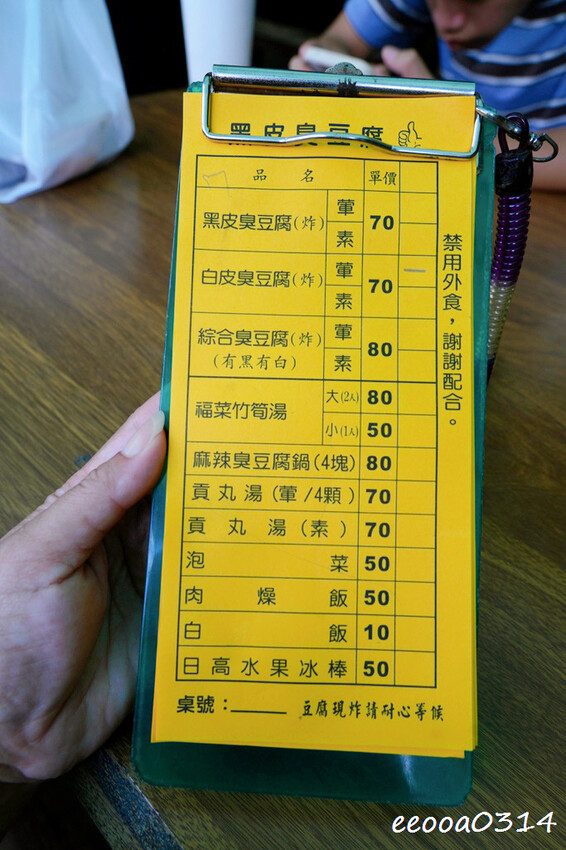 黑皮臭豆腐
品名 單價
黑皮臭豆腐(炸) 葷 素 70
白皮臭豆腐(炸) 葷 素 70
綜合臭豆腐(炸) 葷 素 80
(有黑有白)
福菜竹筍湯 大(2人) 80
小(1人) 50
麻辣臭豆腐鍋(4塊) 80
貢丸湯(葷/4顆) 70
貢丸湯(素) 70
泡菜 50
肉燥飯 50
白飯 10
日高水果冰棒 50
禁用外食，謝謝配合。
桌號：_____ 豆腐現炸請耐心等候
eeooa0314